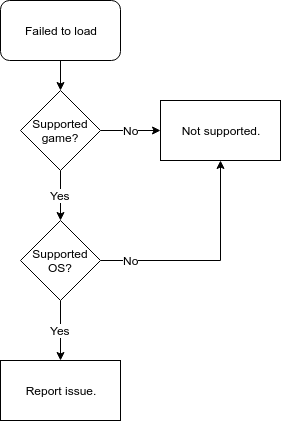 Failed to load
Supported
game?
No
Not supported.
Yes
Supported
OS?
No
Yes
Report issue.